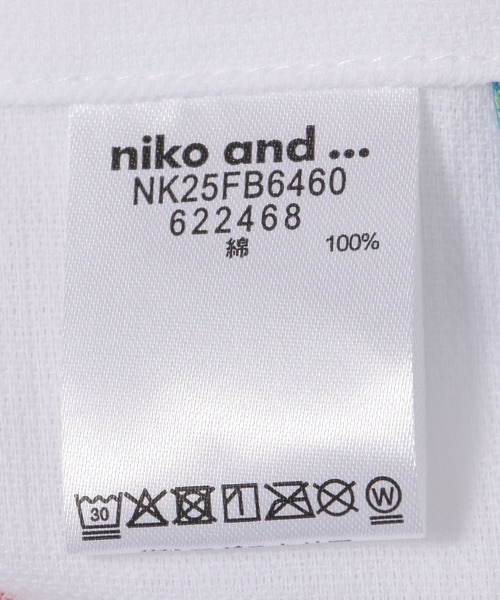 niko and ...
NK25FB6460
622468
綿 100%
30
W